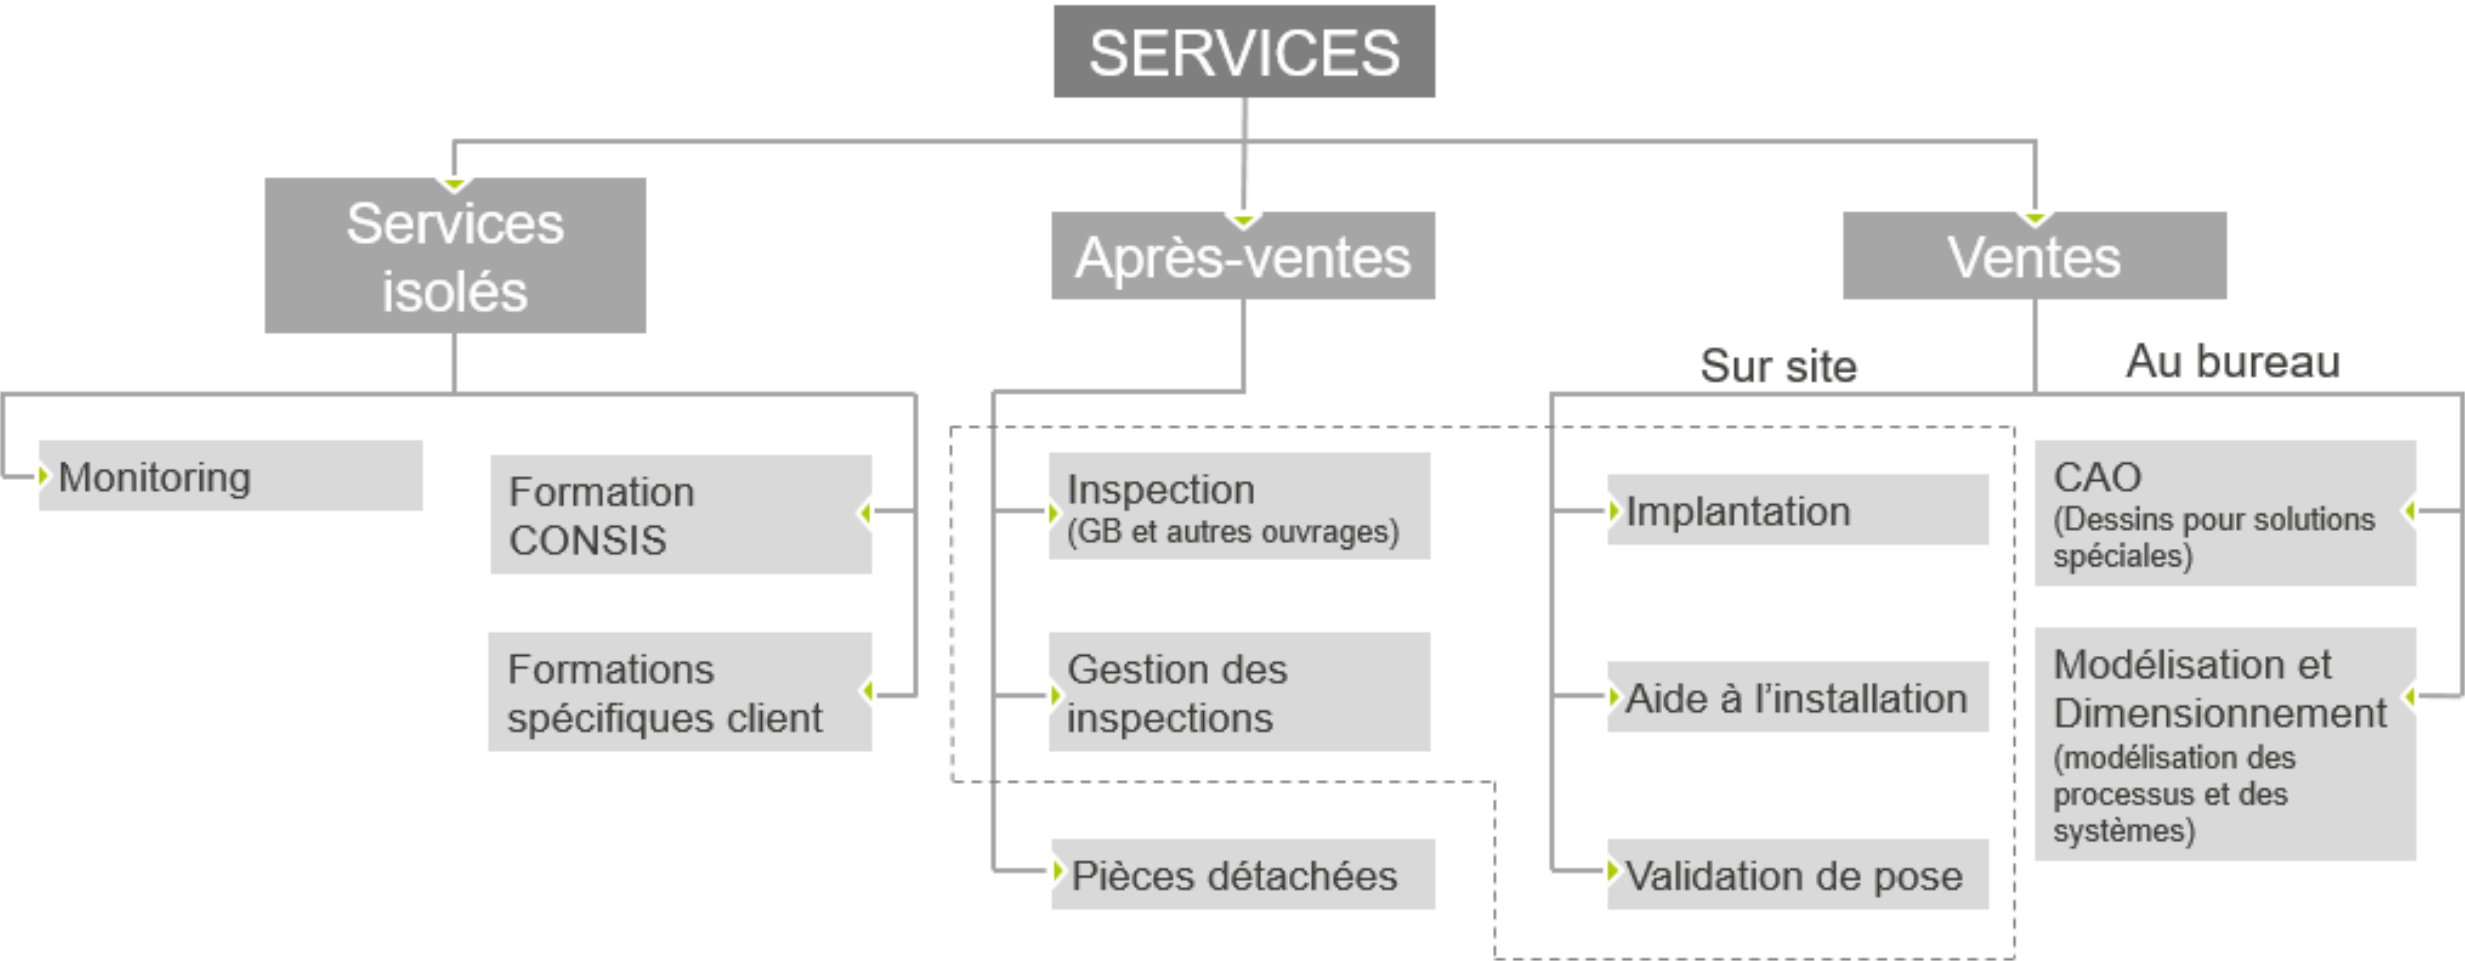 SERVICES
Services
isolés
Monitoring
Formation
CONSIS
Formations
spécifiques client
Après-ventes
Inspection
(GB et autres ouvrages)
Gestion des
inspections
Pièces détachées
Ventes
Sur site
Implantation
Aide à l’installation
Validation de pose
Au bureau
CAO
(Dessins pour solutions
spéciales)
Modélisation et
Dimensionnement
(modélisation des
processus et des
systèmes)